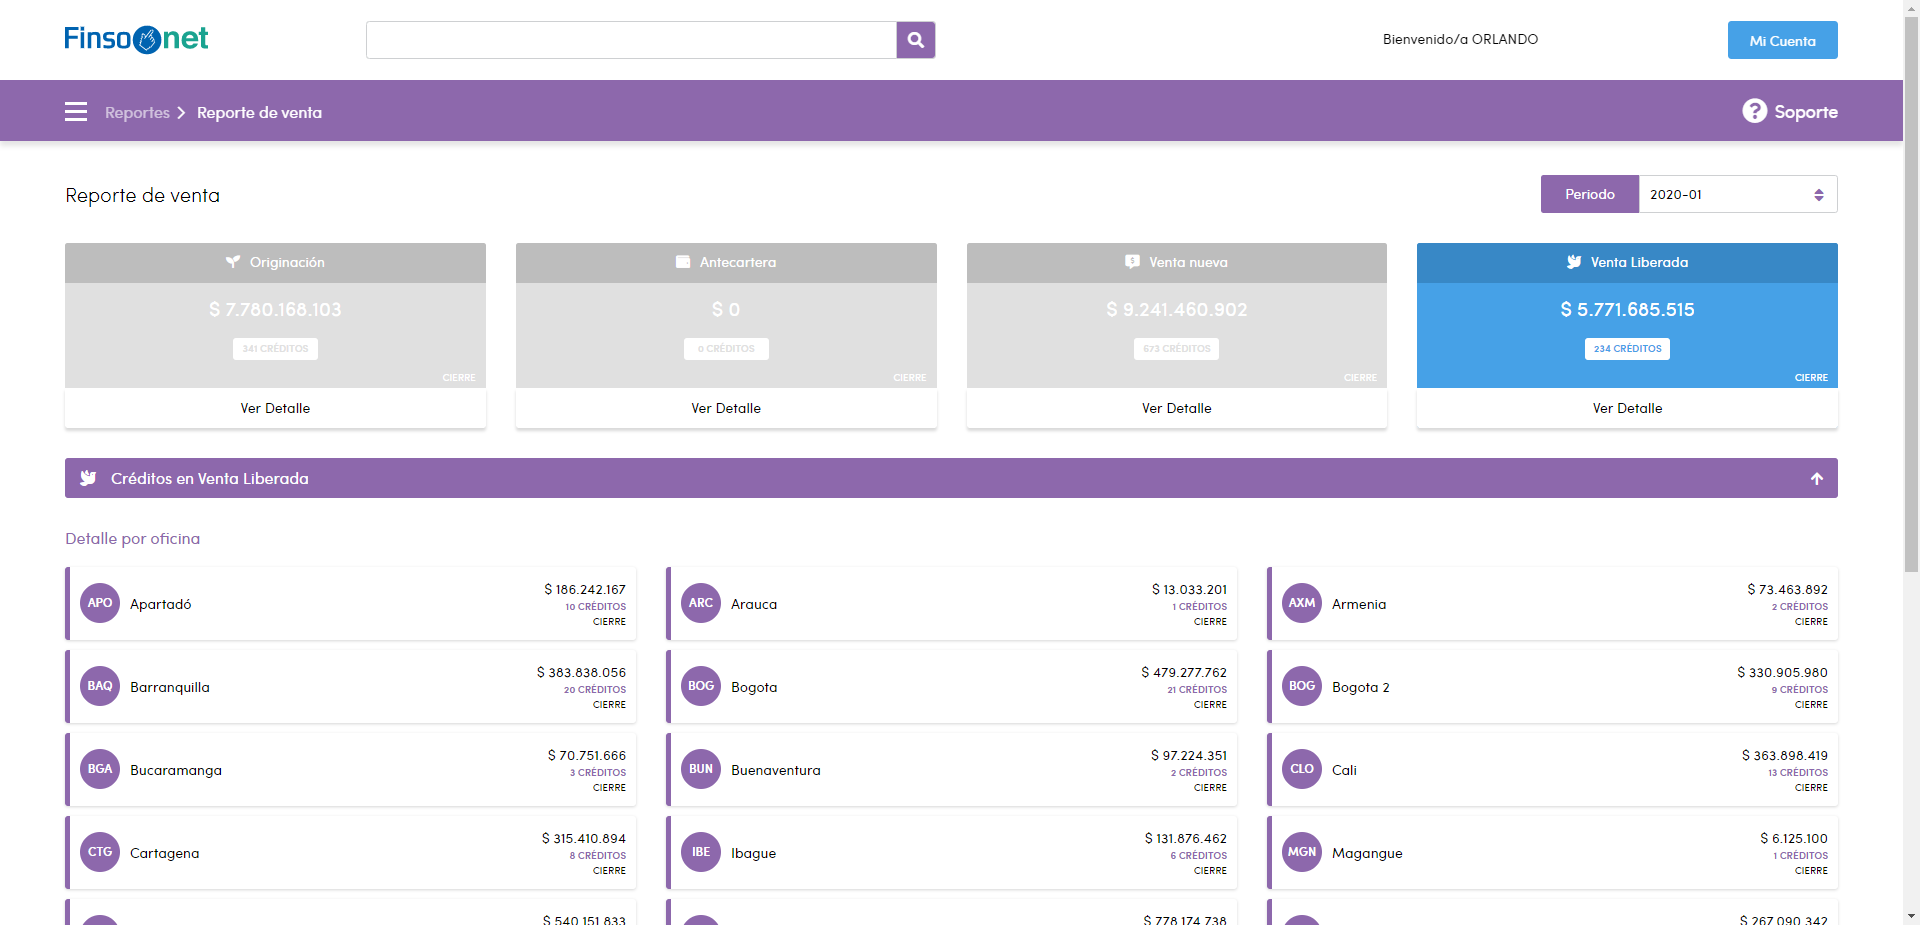 Finso net
Bienvenido/a ORLANDO
Mi Cuenta
Reportes
Reporte de venta
Soporte
Reporte de venta
Periodo
2020-01
Originación
$ 7.780.168.103
341 CRÉDITOS
CIERRE
Ver Detalle
Antecartera
$ 0
0 CRÉDITOS
CIERRE
Ver Detalle
Venta nueva
$ 9.241.460.902
673 CRÉDITOS
CIERRE
Ver Detalle
Venta Liberada
$ 5.771.685.515
234 CRÉDITOS
CIERRE
Ver Detalle
Créditos en Venta Liberada
Detalle por oficina
APO
Apartadó
$ 186.242.167
10 CRÉDITOS
CIERRE
ARC
Arauca
$ 13.033.201
1 CRÉDITOS
CIERRE
AXM
Armenia
$ 73.463.892
2 CRÉDITOS
CIERRE
BAQ
Barranquilla
$ 383.838.056
20 CRÉDITOS
CIERRE
BOG
Bogota
$ 479.277.762
21 CRÉDITOS
CIERRE
BOG
Bogota 2
$ 330.905.980
9 CRÉDITOS
CIERRE
BGA
Bucaramanga
$ 70.751.666
3 CRÉDITOS
CIERRE
BUN
Buenaventura
$ 97.224.351
2 CRÉDITOS
CIERRE
CLO
Cali
$ 363.898.419
13 CRÉDITOS
CIERRE
CTG
Cartagena
$ 315.410.894
8 CRÉDITOS
CIERRE
IBE
Ibague
$ 131.876.462
6 CRÉDITOS
CIERRE
MGN
Magangue
$ 6.125.100
1 CRÉDITOS
CIERRE
$ 540.151.833
$ 778.174.738
$ 267.090.342